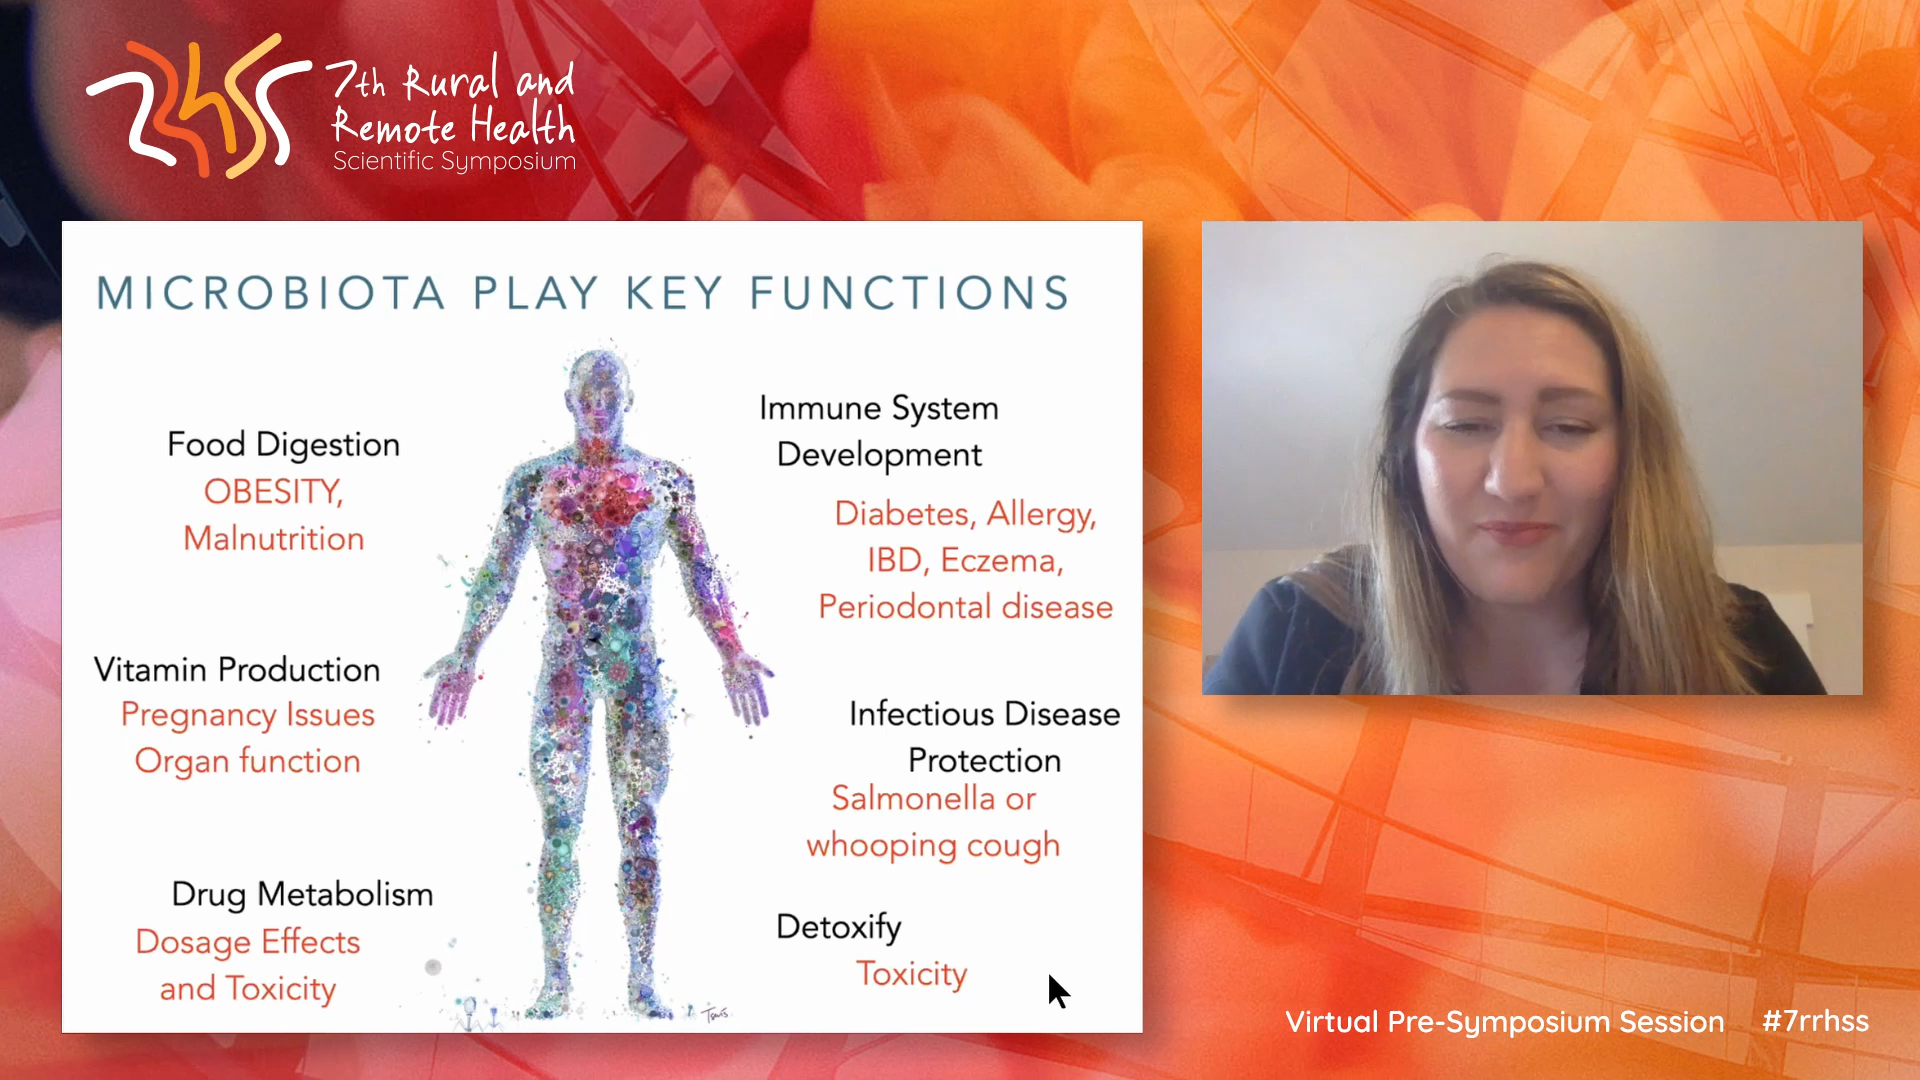 7th Rural and
Remote Health
Scientific Symposium
MICROBIOTA PLAY KEY FUNCTIONS
Food Digestion
OBESITY,
Malnutrition
Vitamin Production
Pregnancy Issues
Organ function
Drug Metabolism
Dosage Effects
and Toxicity
Immune System
Development
Diabetes, Allergy,
IBD, Eczema,
Periodontal disease
Infectious Disease
Protection
Salmonella or
whooping cough
Detoxify
Toxicity
Virtual Pre-Symposium Session #7rrhss